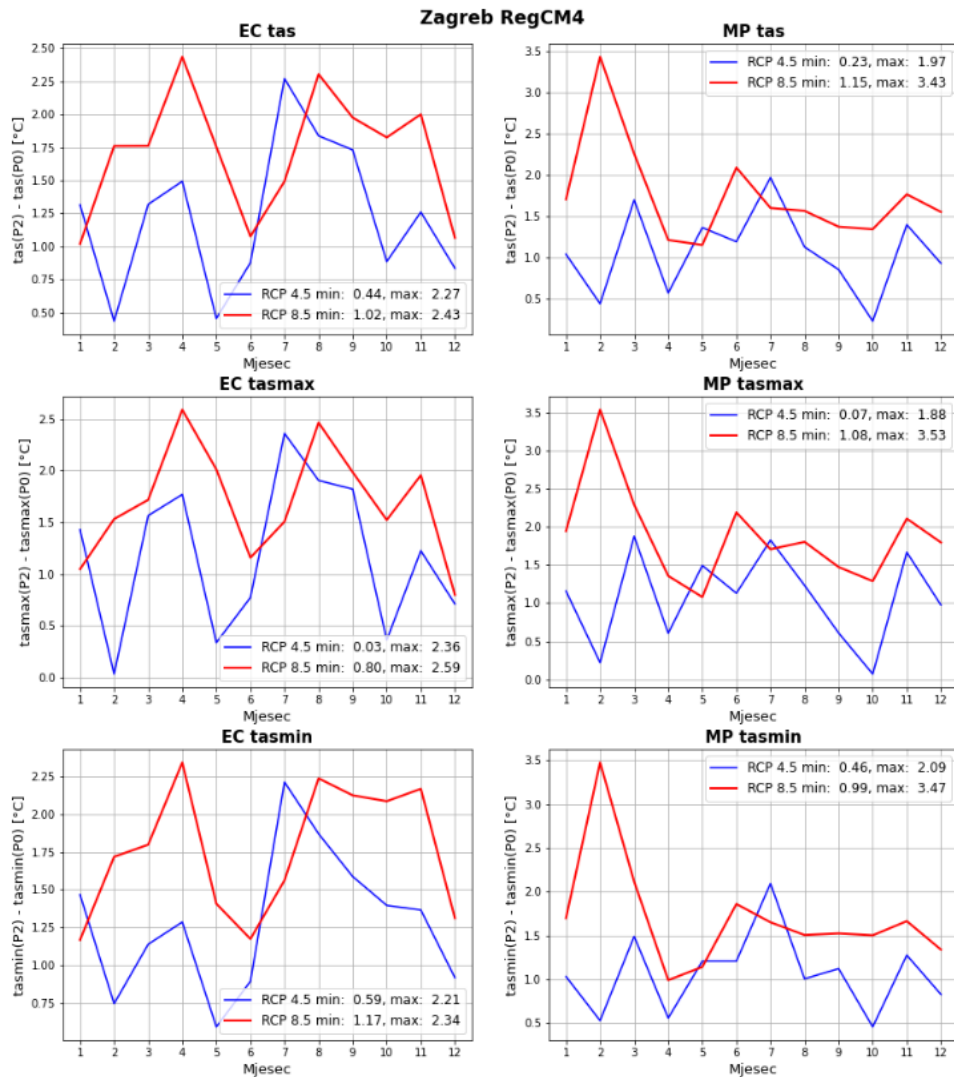 Zagreb RegCM4
EC tas
tas(P2) - tas(P0) [°C]
2.50
2.25
2.00
1.75
1.50
1.25
1.00
0.75
0.50
RCP 4.5 min:  0.44, max:  2.27
RCP 8.5 min:  1.02, max:  2.43
1 2 3 4 5 6 7 8 9 10 11 12
Mjesec
MP tas
tas(P2) - tas(P0) [°C]
3.5
3.0
2.5
2.0
1.5
1.0
0.5
RCP 4.5 min:  0.23, max:  1.97
RCP 8.5 min:  1.15, max:  3.43
1 2 3 4 5 6 7 8 9 10 11 12
Mjesec
EC tasmax
tasmax(P2) - tasmax(P0) [°C]
2.5
2.0
1.5
1.0
0.5
0.0
RCP 4.5 min:  0.03, max:  2.36
RCP 8.5 min:  0.80, max:  2.59
1 2 3 4 5 6 7 8 9 10 11 12
Mjesec
MP tasmax
tasmax(P2) - tasmax(P0) [°C]
3.5
3.0
2.5
2.0
1.5
1.0
0.5
0.0
RCP 4.5 min:  0.07, max:  1.88
RCP 8.5 min:  1.08, max:  3.53
1 2 3 4 5 6 7 8 9 10 11 12
Mjesec
EC tasmin
tasmin(P2) - tasmin(P0) [°C]
2.25
2.00
1.75
1.50
1.25
1.00
0.75
RCP 4.5 min:  0.59, max:  2.21
RCP 8.5 min:  1.17, max:  2.34
1 2 3 4 5 6 7 8 9 10 11 12
Mjesec
MP tasmin
tasmin(P2) - tasmin(P0) [°C]
3.5
3.0
2.5
2.0
1.5
1.0
0.5
RCP 4.5 min:  0.46, max:  2.09
RCP 8.5 min:  0.99, max:  3.47
1 2 3 4 5 6 7 8 9 10 11 12
Mjesec